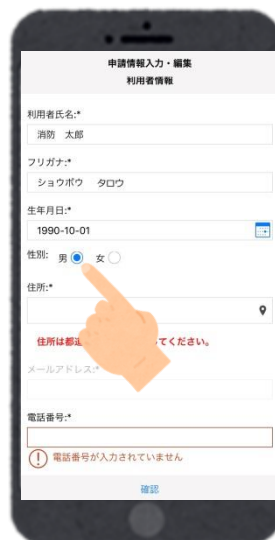 申請情報入力・編集
利用者情報
利用者氏名:*
消防　太郎
フリガナ:*
ショウボウ　タロウ
生年月日:*
1990-10-01
性別: 男 女
住所:*
住所は都 てください。
メールアドレス:*
電話番号:*
電話番号が入力されていません
確認